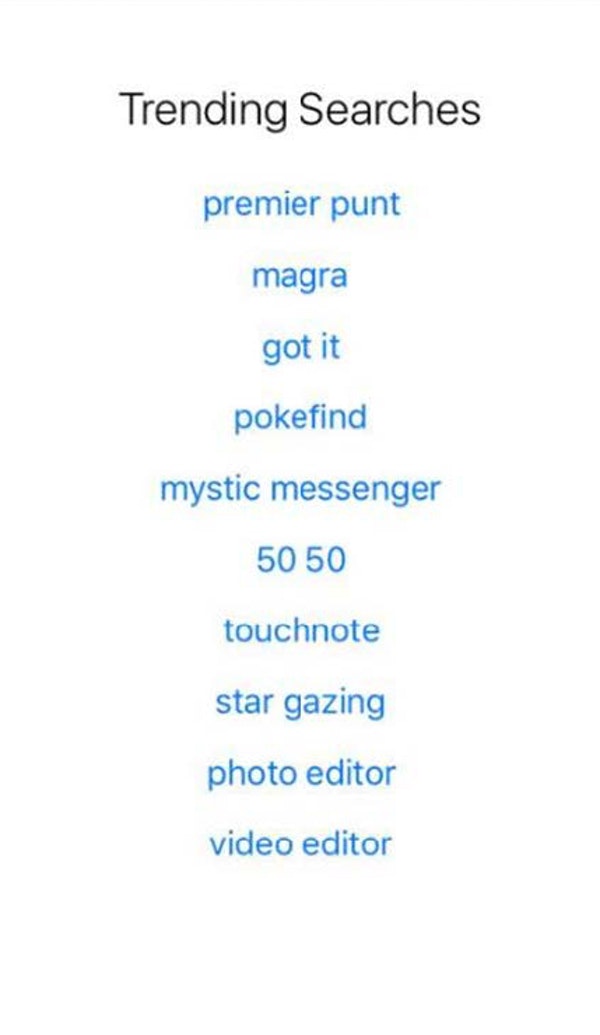 Trending Searches
premier punt
magra
got it
pokefind
mystic messenger
50 50
touchnote
star gazing
photo editor
video editor